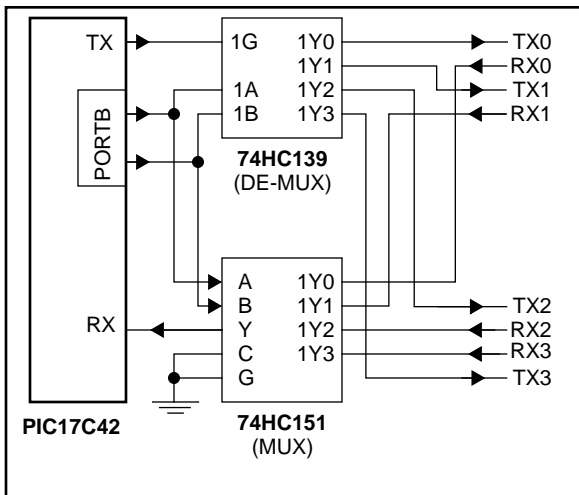 TX 1G 1Y0 TX0
1Y1 RX0
1A 1Y2 TX1
1B 1Y3 RX1
PORTB
74HC139
(DE-MUX)
A 1Y0
B 1Y1 TX2
RX Y 1Y2 RX2
C 1Y3 RX3
G TX3
PIC17C42
74HC151
(MUX)